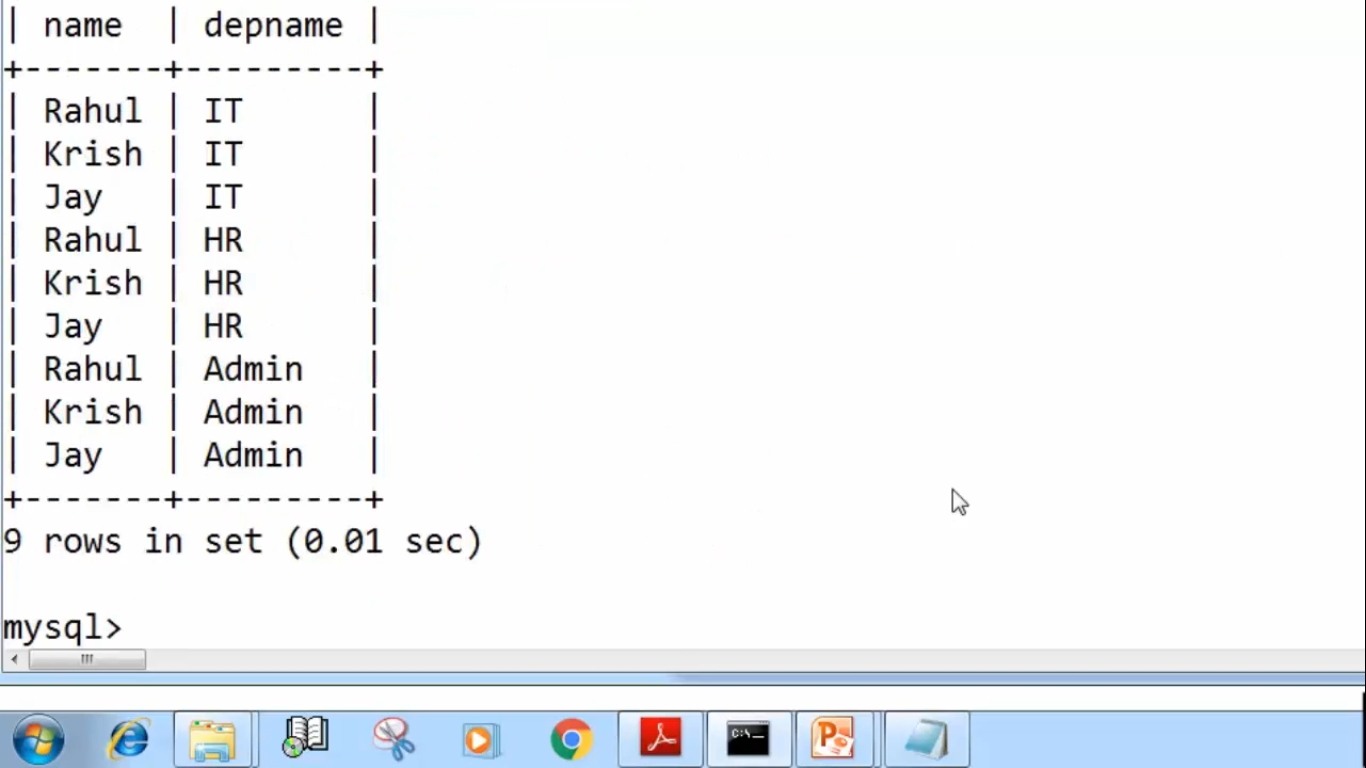 | name  | depname |
+-------+---------+
| Rahul | IT      |
| Krish | IT      |
| Jay   | IT      |
| Rahul | HR      |
| Krish | HR      |
| Jay   | HR      |
| Rahul | Admin   |
| Krish | Admin   |
| Jay   | Admin   |
+-------+---------+
9 rows in set (0.01 sec)
mysql>
C:\_
P